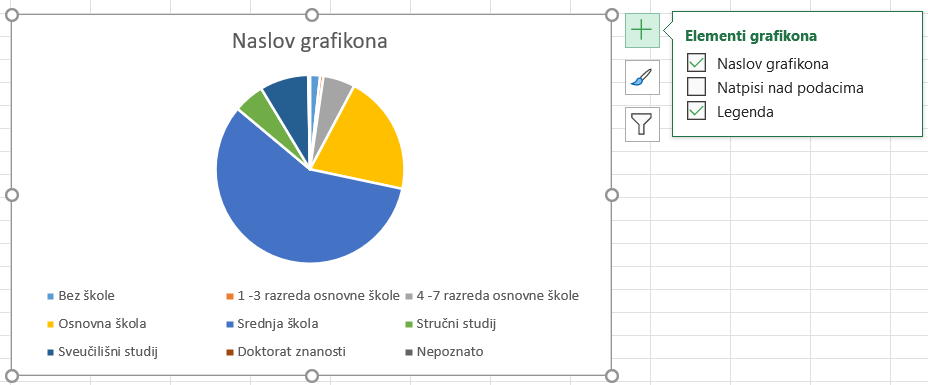 Naslov grafikona
Bez škole
1 -3 razreda osnovne škole
4 -7 razreda osnovne škole
Osnovna škola
Srednja škola
Stručni studij
Sveučilišni studij
Doktorat znanosti
Nepoznato
Elementi grafikona
Naslov grafikona
Natpisi nad podacima
Legenda